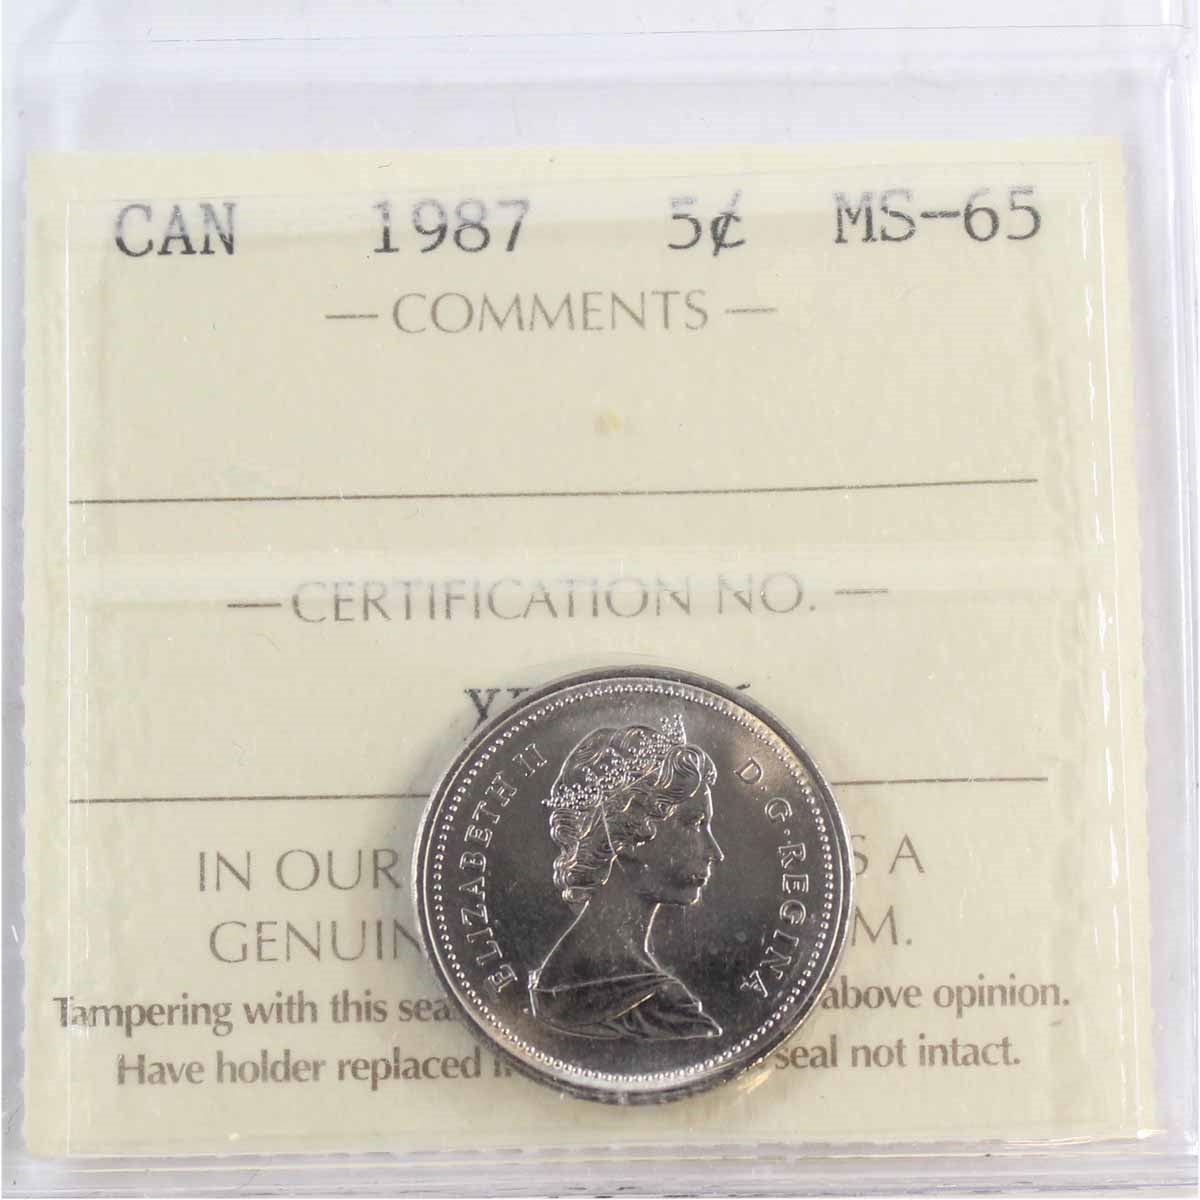 CAN 1987 5¢ MS-65
— COMMENTS —
— CERTIFICATION NO. —
ELIZABETH II D·G·REGINA
IN OUR A
GENUIN M.
Tampering with this sea above opinion.
Have holder replaced seal not intact.